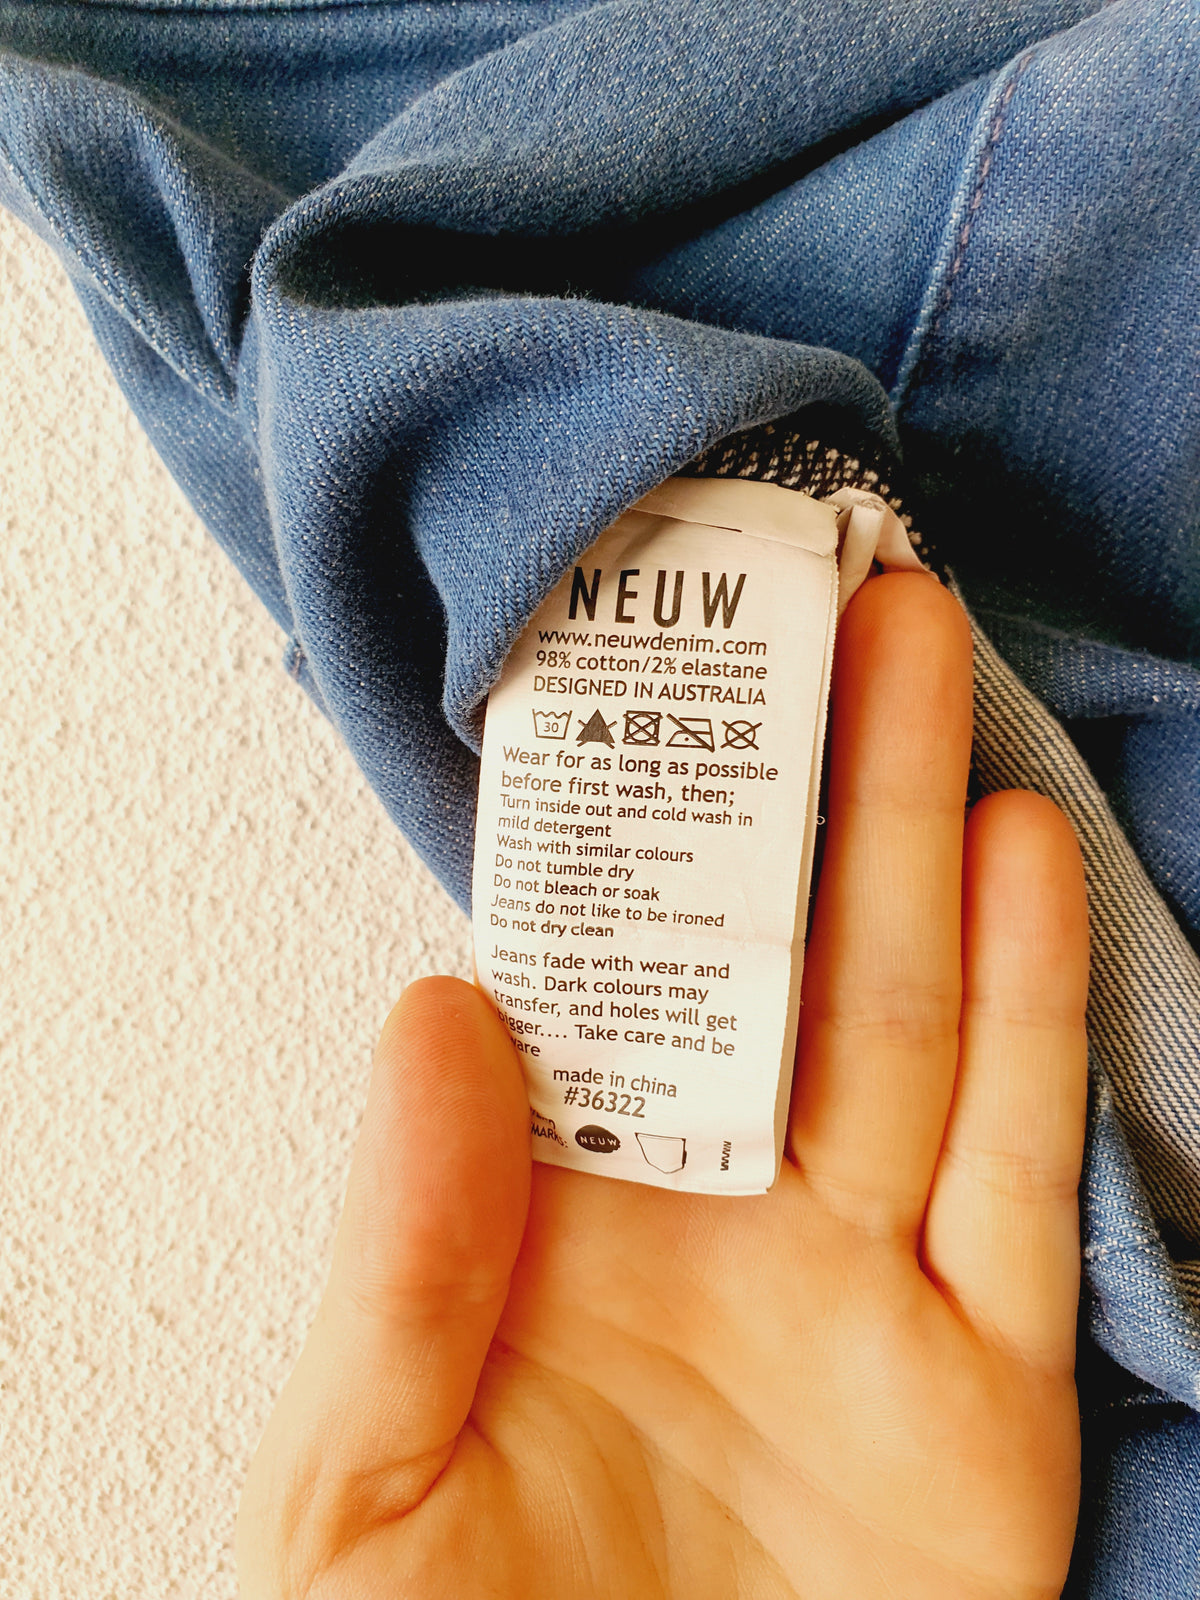 NEUW
www.neuwdenim.com
98% cotton/2% elastane
DESIGNED IN AUSTRALIA
30
Wear for as long as possible
before first wash, then;
Turn inside out and cold wash in
mild detergent
Wash with similar colours
Do not tumble dry
Do not bleach or soak
Jeans do not like to be ironed
Do not dry clean
Jeans fade with wear and
wash. Dark colours may
transfer, and holes will get
bigger.... Take care and be
ware
made in china
#36322
MARKS:
NEUW